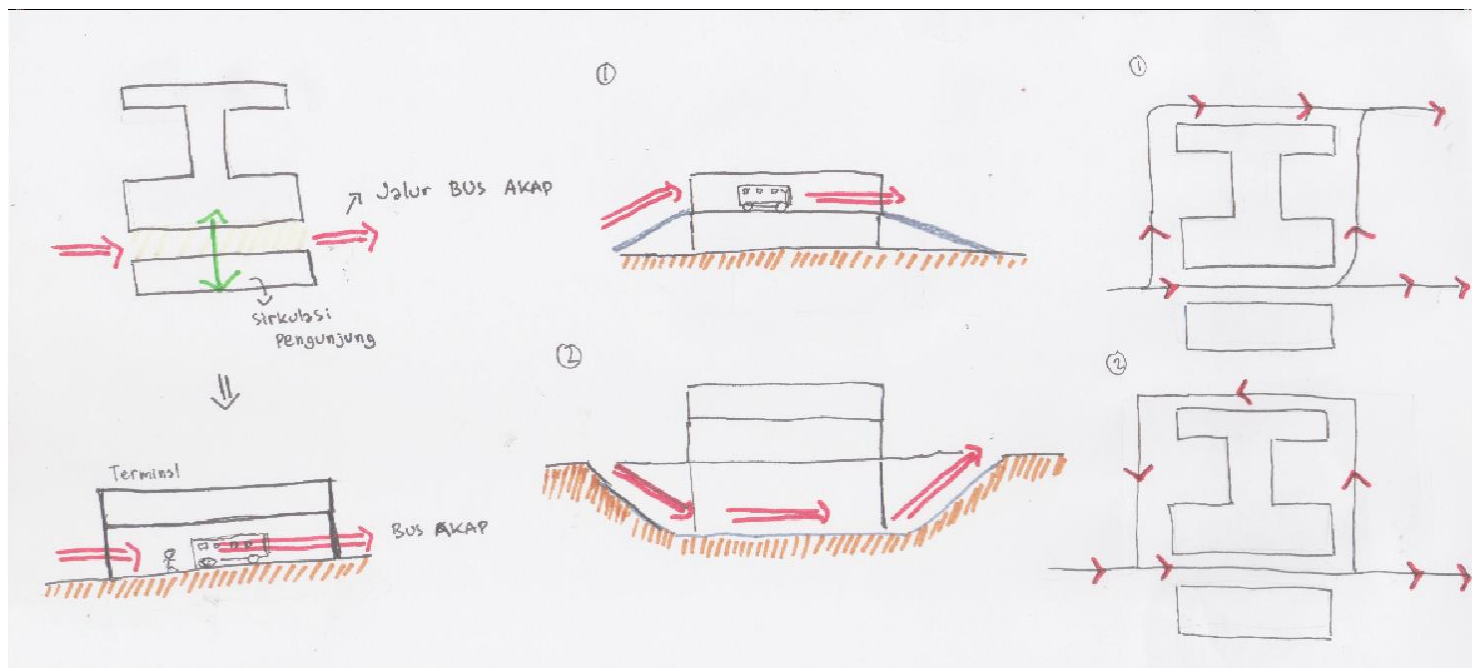 Jalur BUS AKAP
Sirkulasi
Pengunjung
Terminal
BUS AKAP
1
2
1
2